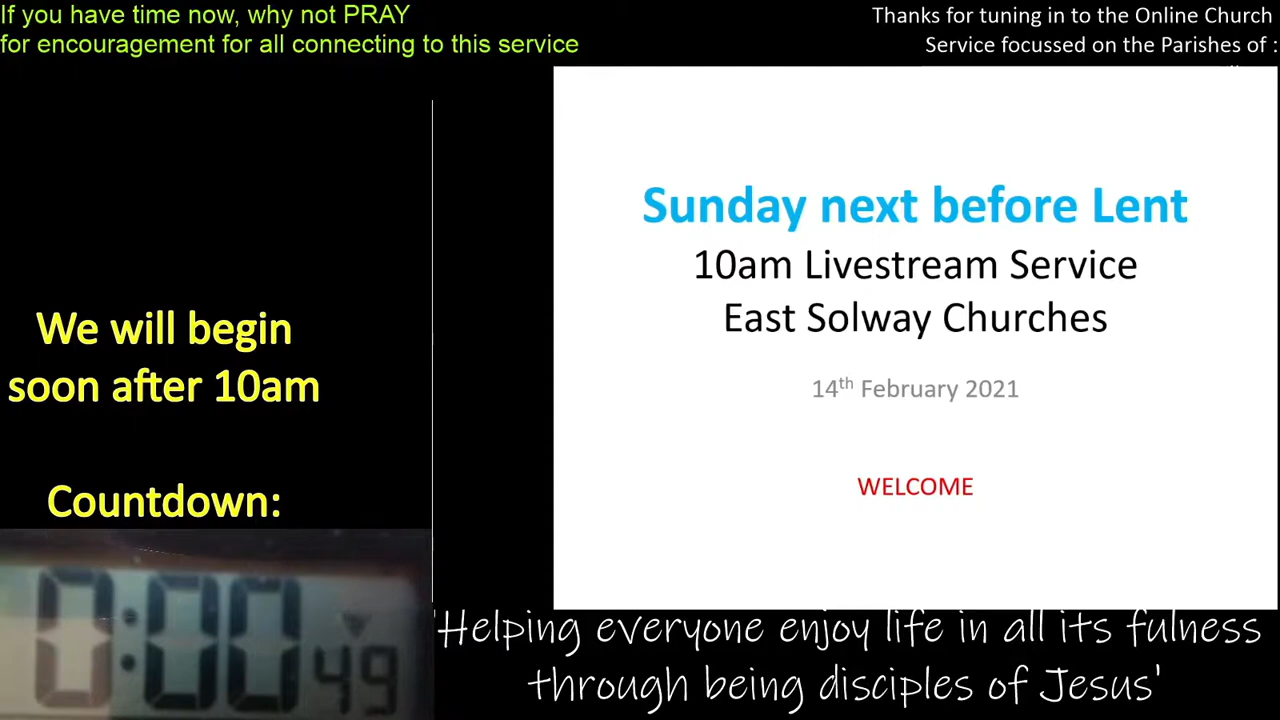 If you have time now, why not PRAY
for encouragement for all connecting to this service
Thanks for tuning in to the Online Church
Service focussed on the Parishes of :
Sunday next before Lent
10am Livestream Service
East Solway Churches
14th February 2021
WELCOME
We will begin
soon after 10am
Countdown:
0:00 49
'Helping everyone enjoy life in all its fulness
through being disciples of Jesus'